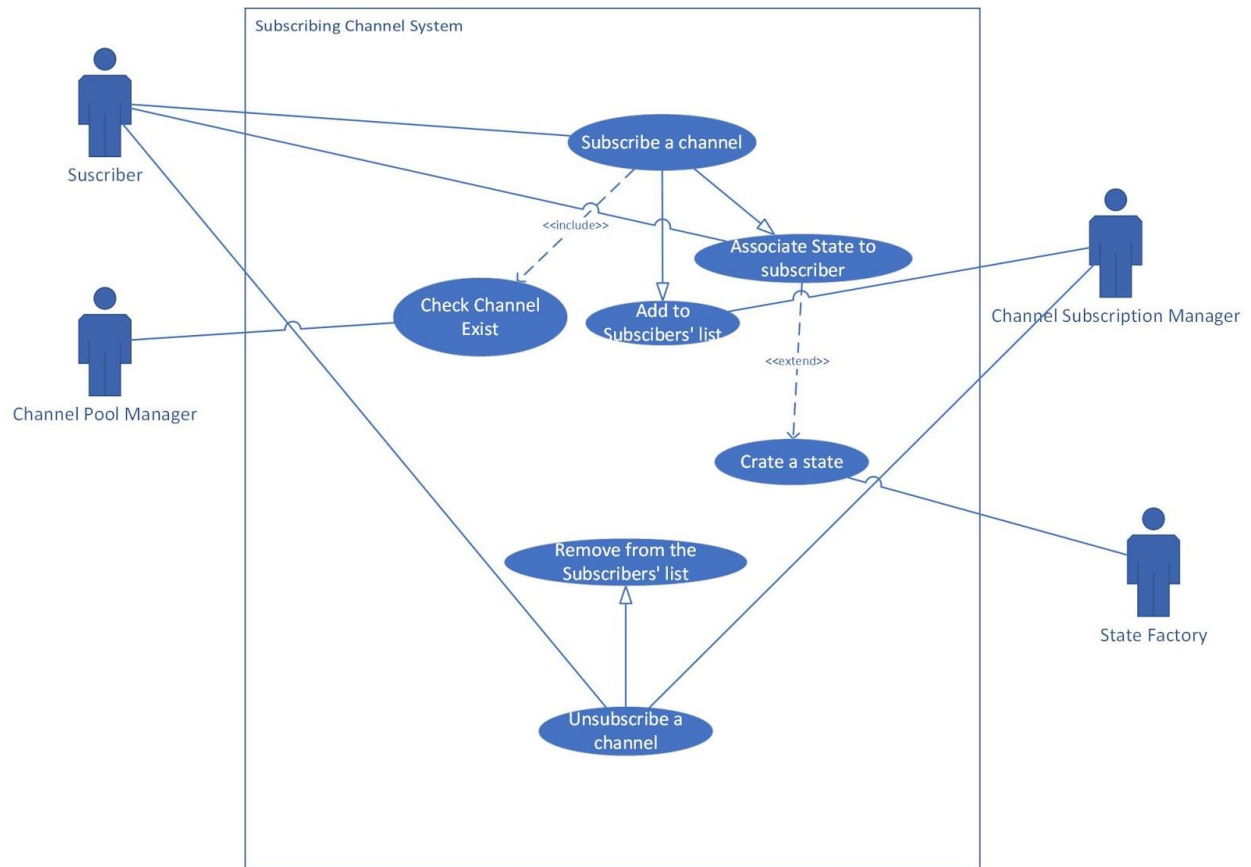 Subscribing Channel System
Suscriber
Subscribe a channel
<<include>>
Associate State to
subscriber
Check Channel
Exist
Add to
Subscibers' list
Channel Subscription Manager
Channel Pool Manager
<<extend>>
Crate a state
Remove from the
Subscribers' list
State Factory
Unsubscribe a
channel